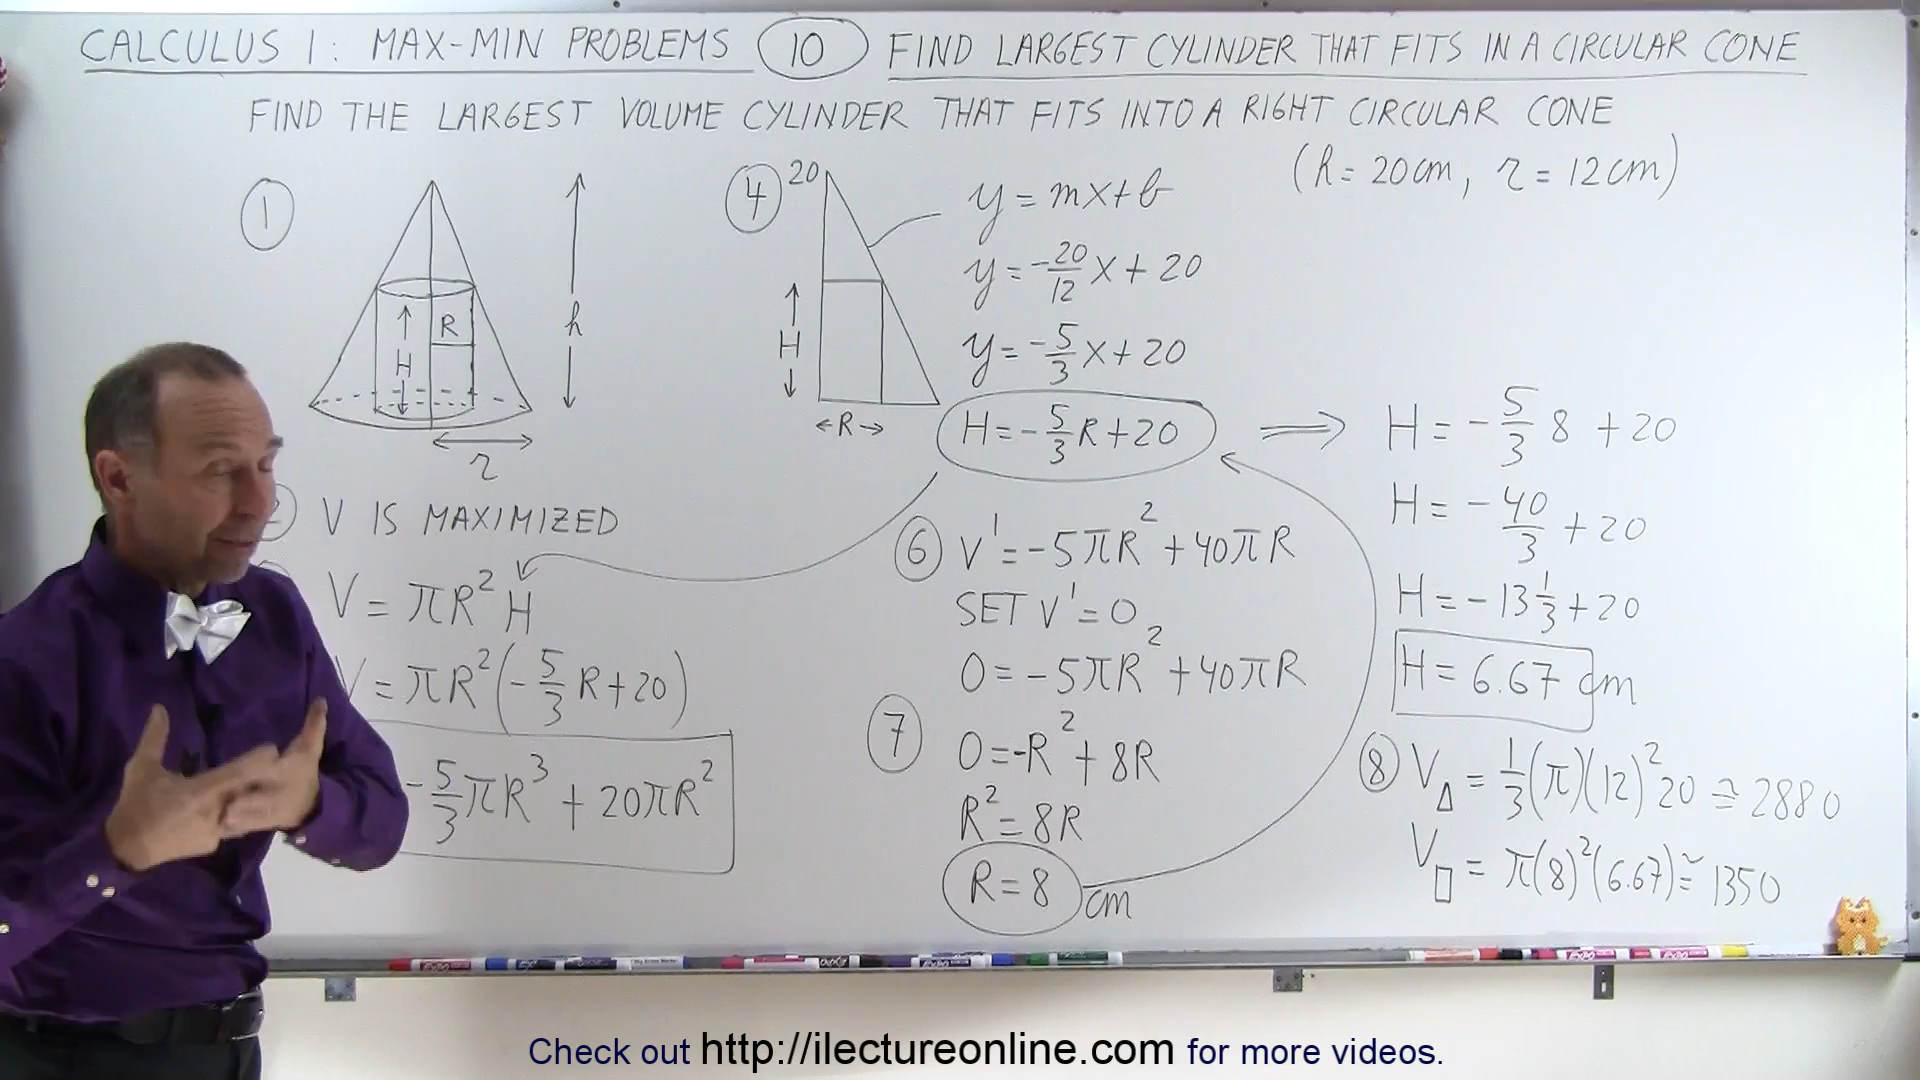 CALCULUS 1: MAX-MIN PROBLEMS 10 FIND LARGEST CYLINDER THAT FITS IN A CIRCULAR CONE
FIND THE LARGEST VOLUME CYLINDER THAT FITS INTO A RIGHT CIRCULAR CONE
(h = 20cm, r = 12cm)
1
h
R
H
r
V IS MAXIMIZED
V = πR² H
V = πR² (-5/3 R + 20)
-5/3 πR³ + 20πR²
4
20
H
R
y = mx + b
y = -20/12 x + 20
y = -5/3 x + 20
H = -5/3 R + 20
6 V' = -5πR² + 40πR
SET V' = 0
0 = -5πR² + 40πR
7 0 = -R² + 8R
R² = 8R
R = 8 cm
⇒ H = -5/3 8 + 20
H = -40/3 + 20
H = -13 1/3 + 20
H = 6.67 cm
8 V△ = 1/3 (π)(12)² 20 ≅ 2880
V▯ = π(8)²(6.67) ≅ 1350
EXPO
Check out http://ilectureonline.com for more videos.